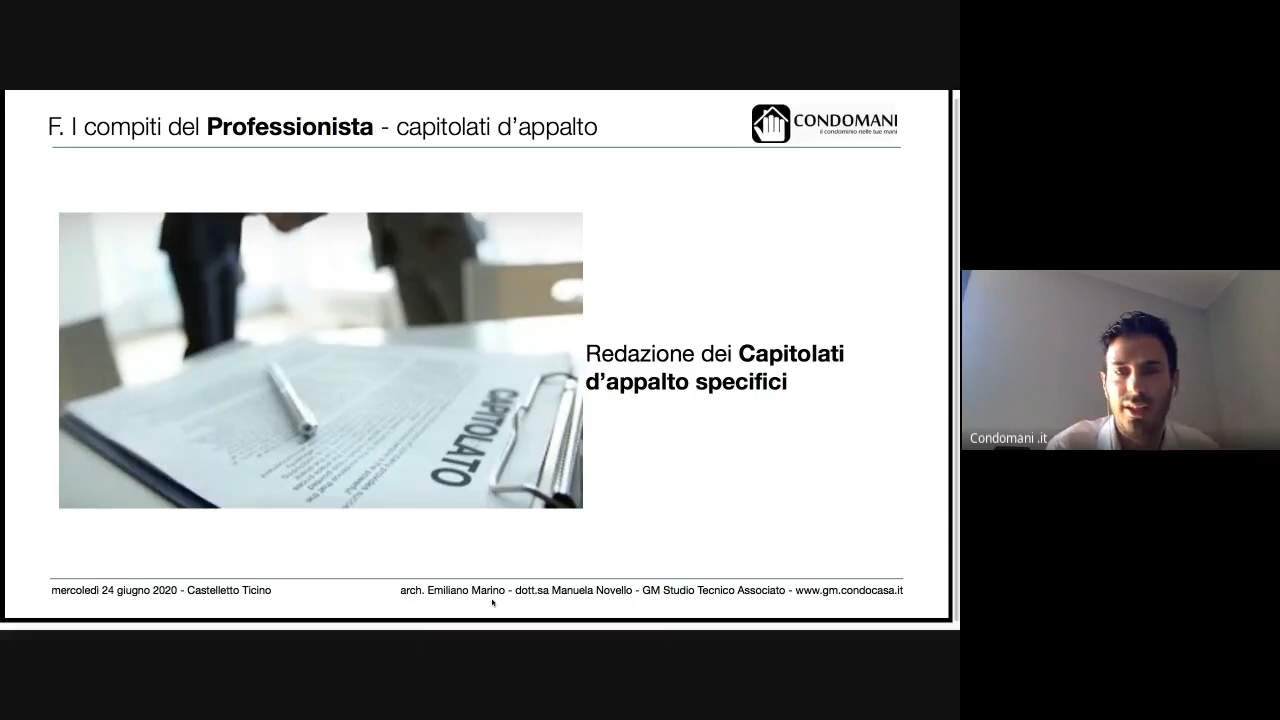 F. I compiti del Professionista - capitolati d'appalto
CONDOMANI
il condominio nelle tue mani
CAPITOLATO
Redazione dei Capitolati
d'appalto specifici
Condomani .it
mercoledì 24 giugno 2020 - Castelletto Ticino
arch. Emiliano Marino - dott.sa Manuela Novello - GM Studio Tecnico Associato - www.gm.condocasa.it